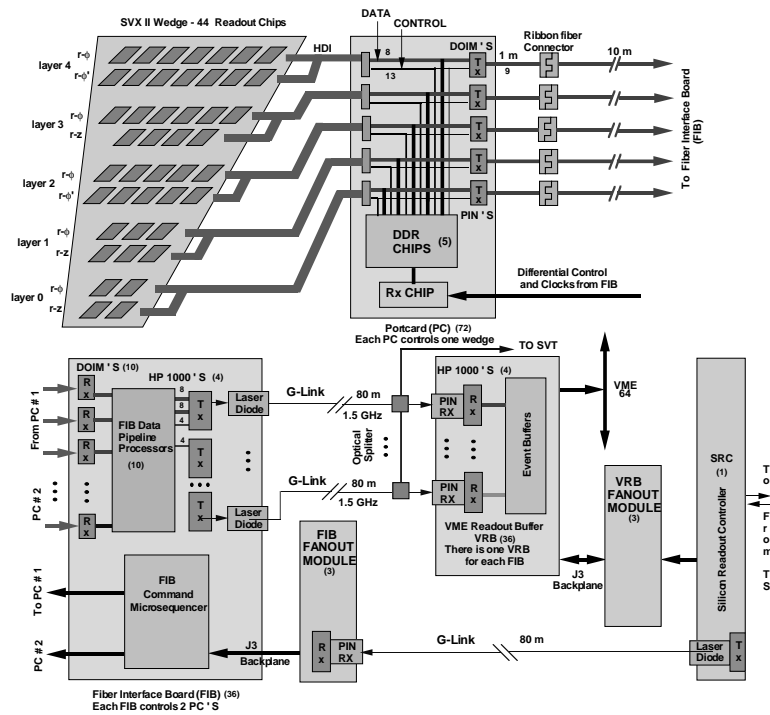 SVX II Wedge - 44 Readout Chips
DATA
CONTROL
HDI
8
13
DOIM ' S
T
x
1 m
9
Ribbon fiber
Connector
10 m
layer 4
r-ϕ
r-ϕ'
layer 3
r-ϕ
r-z
layer 2
r-ϕ
r-ϕ'
layer 1
r-ϕ
r-z
layer 0
r-ϕ
r-z
Tx
Tx
Tx
Tx
PIN ' S
To Fiber Interface Board
(FIB)
DDR
CHIPS
(5)
Rx CHIP
Differential Control
and Clocks from FIB
Portcard (PC) (72)
Each PC controls one wedge
TO SVT
DOIM ' S (10)
HP 1000 ' S (4)
R
x
R
x
R
x
R
x
From PC # 1
PC # 2
FIB Data
Pipeline
Processors
(10)
8
8
4
4
T
x
T
x
T
x
Laser
Diode
Laser
Diode
G-Link
80 m
1.5 GHz
G-Link
80 m
1.5 GHz
Optical
Splitter
HP 1000 ' S (4)
PIN
RX
R
x
PIN
RX
R
x
Event Buffers
VME Readout Buffer
VRB (36)
There is one VRB
for each FIB
VME
64
J3
Backplane
VRB
FANOUT
MODULE
(3)
SRC
(1)
Silicon Readout Controller
To
From TS
FIB
FANOUT
MODULE
(3)
R
x
PIN
RX
G-Link
80 m
Laser
Diode
T
x
To PC # 1
PC # 2
FIB
Command
Microsequencer
J3
Backplane
Fiber Interface Board (FIB) (36)
Each FIB controls 2 PC ' S